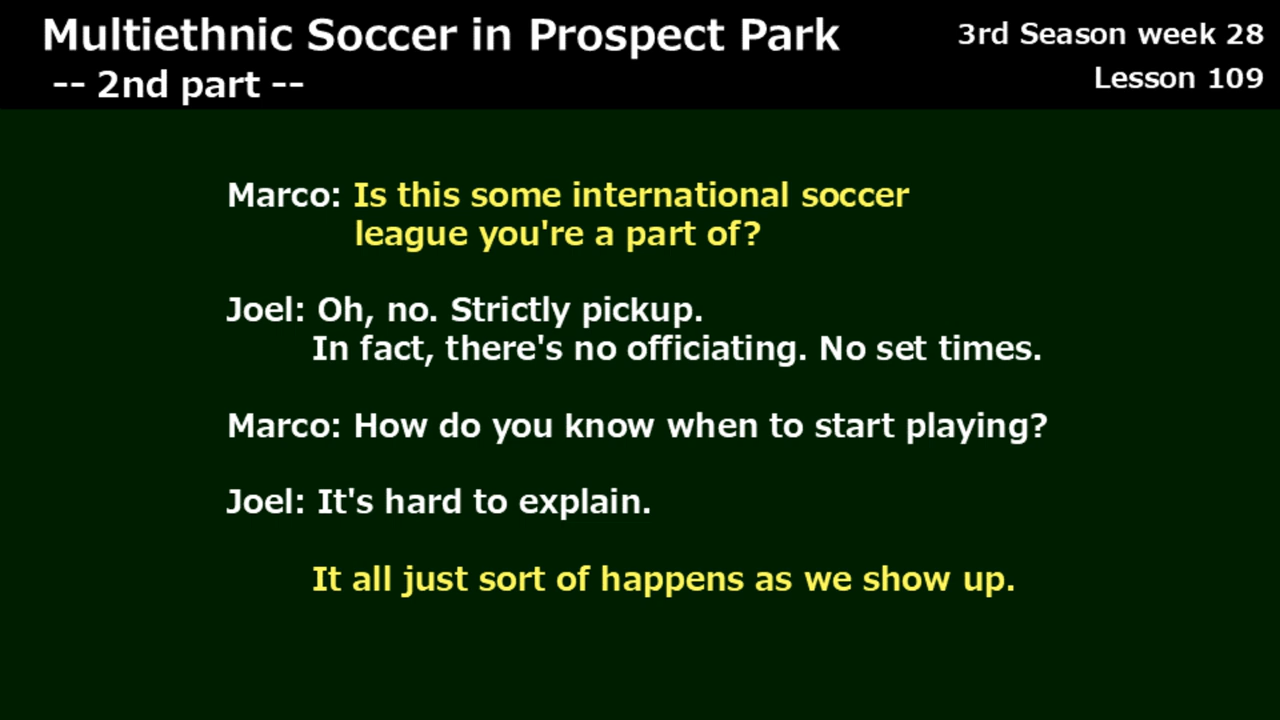 Multiethnic Soccer in Prospect Park
-- 2nd part --
3rd Season week 28
Lesson 109
Marco: Is this some international soccer
league you're a part of?
Joel: Oh, no. Strictly pickup.
In fact, there's no officiating. No set times.
Marco: How do you know when to start playing?
Joel: It's hard to explain.
It all just sort of happens as we show up.